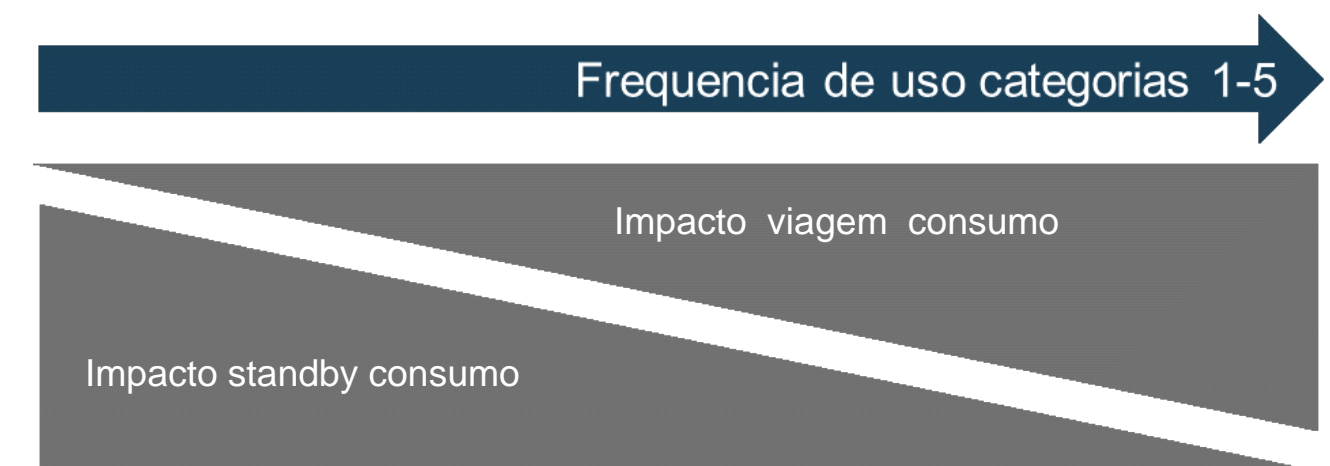 Frequencia de uso categorias 1-5
Impacto viagem consumo
Impacto standby consumo